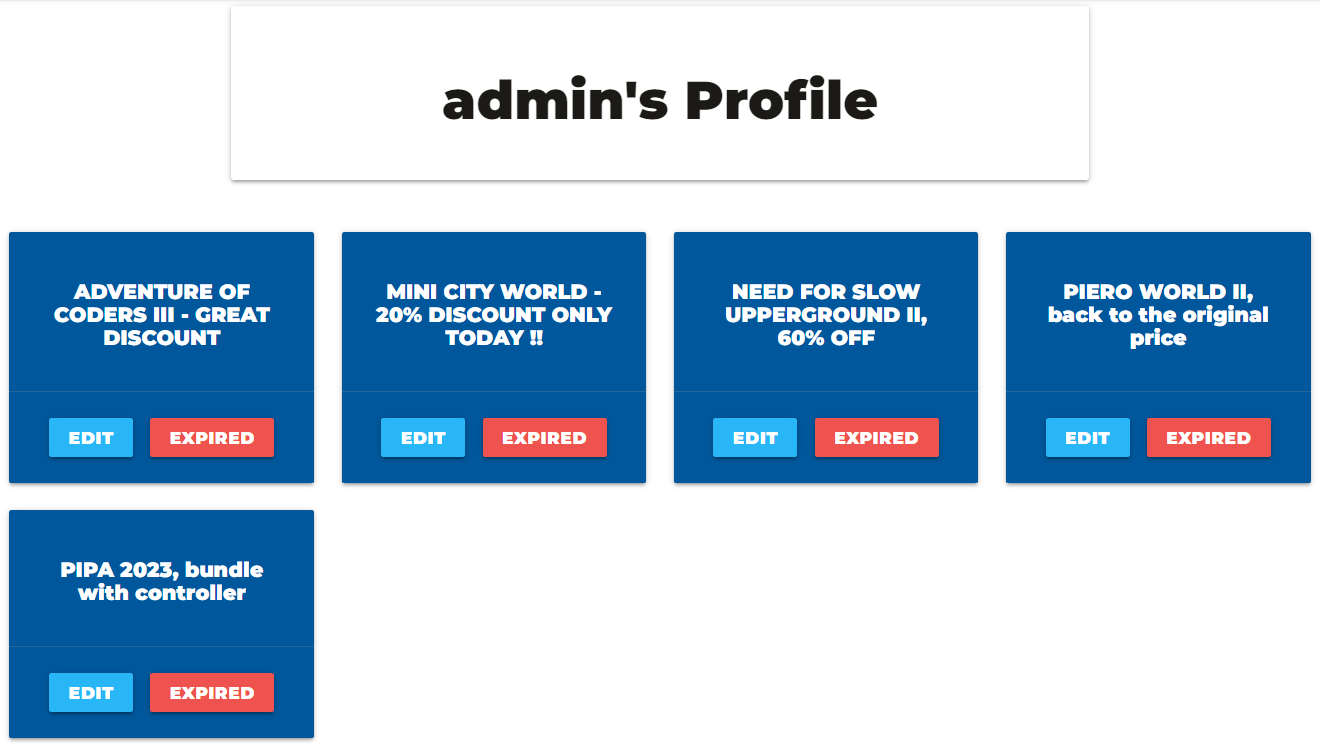 admin's Profile
ADVENTURE OF
CODERS III - GREAT
DISCOUNT
EDIT
EXPIRED
MINI CITY WORLD -
20% DISCOUNT ONLY
TODAY !!
EDIT
EXPIRED
NEED FOR SLOW
UPPERGROUND II,
60% OFF
EDIT
EXPIRED
PIERO WORLD II,
back to the original
price
EDIT
EXPIRED
PIPA 2023, bundle
with controller
EDIT
EXPIRED